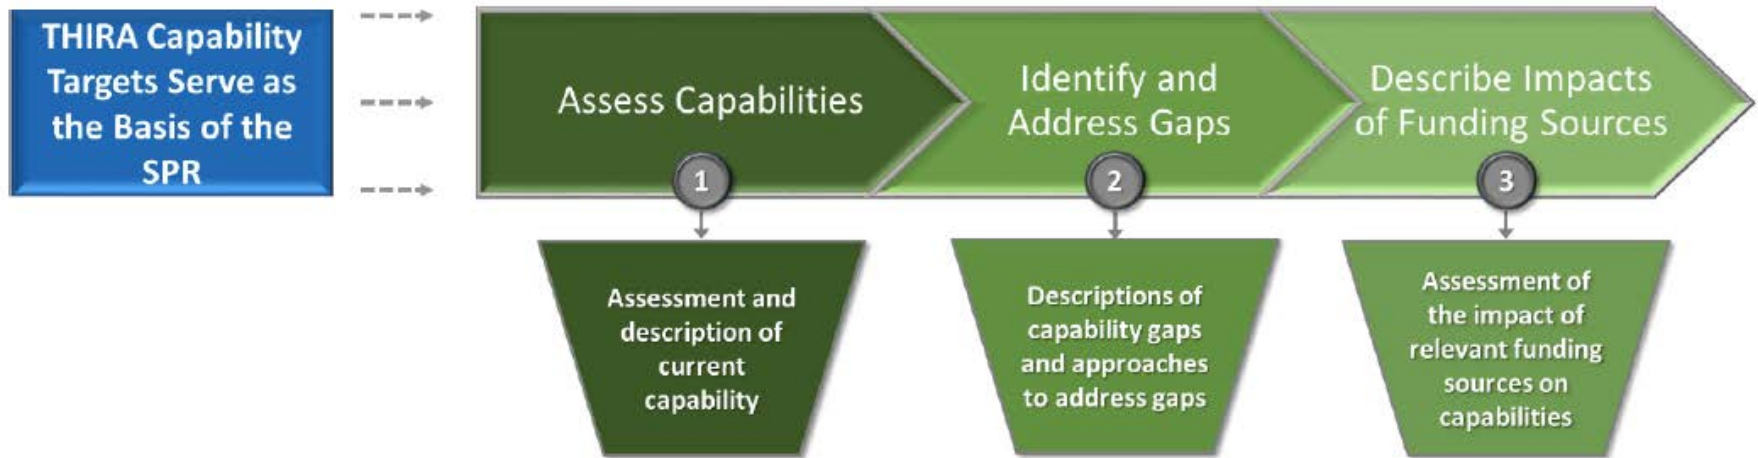 THIRA Capability
Targets Serve as
the Basis of the
SPR
Assess Capabilities
Identify and
Address Gaps
Describe Impacts
of Funding Sources
1
2
3
Assessment and
description of
current
capability
Descriptions of
capability gaps
and approaches
to address gaps
Assessment of
the impact of
relevant funding
sources on
capabilities